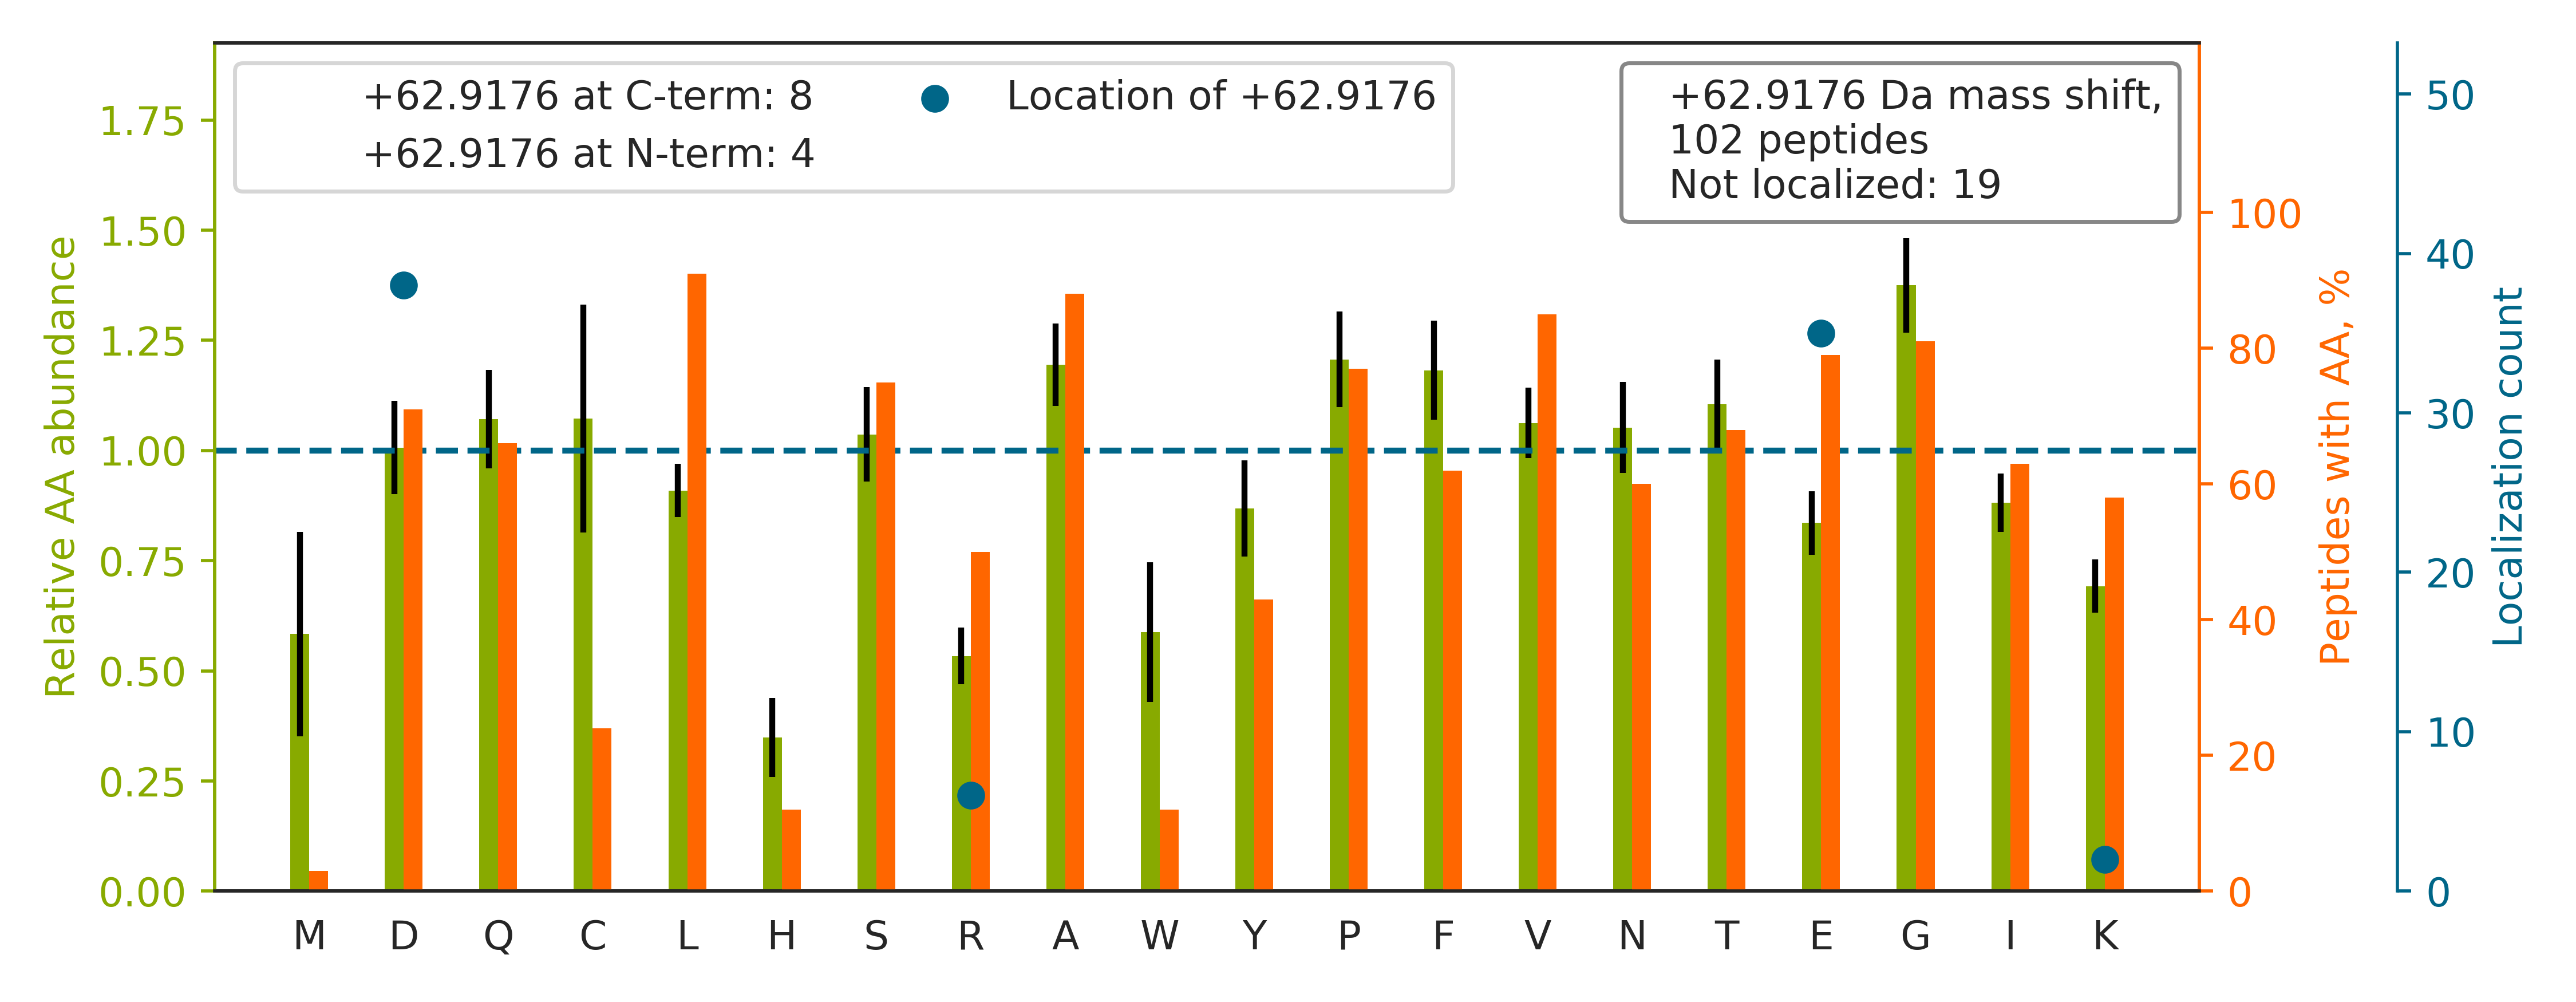 +62.9176 at C-term: 8
+62.9176 at N-term: 4
Location of +62.9176
+62.9176 Da mass shift,
102 peptides
Not localized: 19
Relative AA abundance
1.75
1.50
1.25
1.00
0.75
0.50
0.25
0.00
M D Q C L H S R A W Y P F V N T E G I K
100
80
60
40
20
0
Peptides with AA, %
50
40
30
20
10
0
Localization count